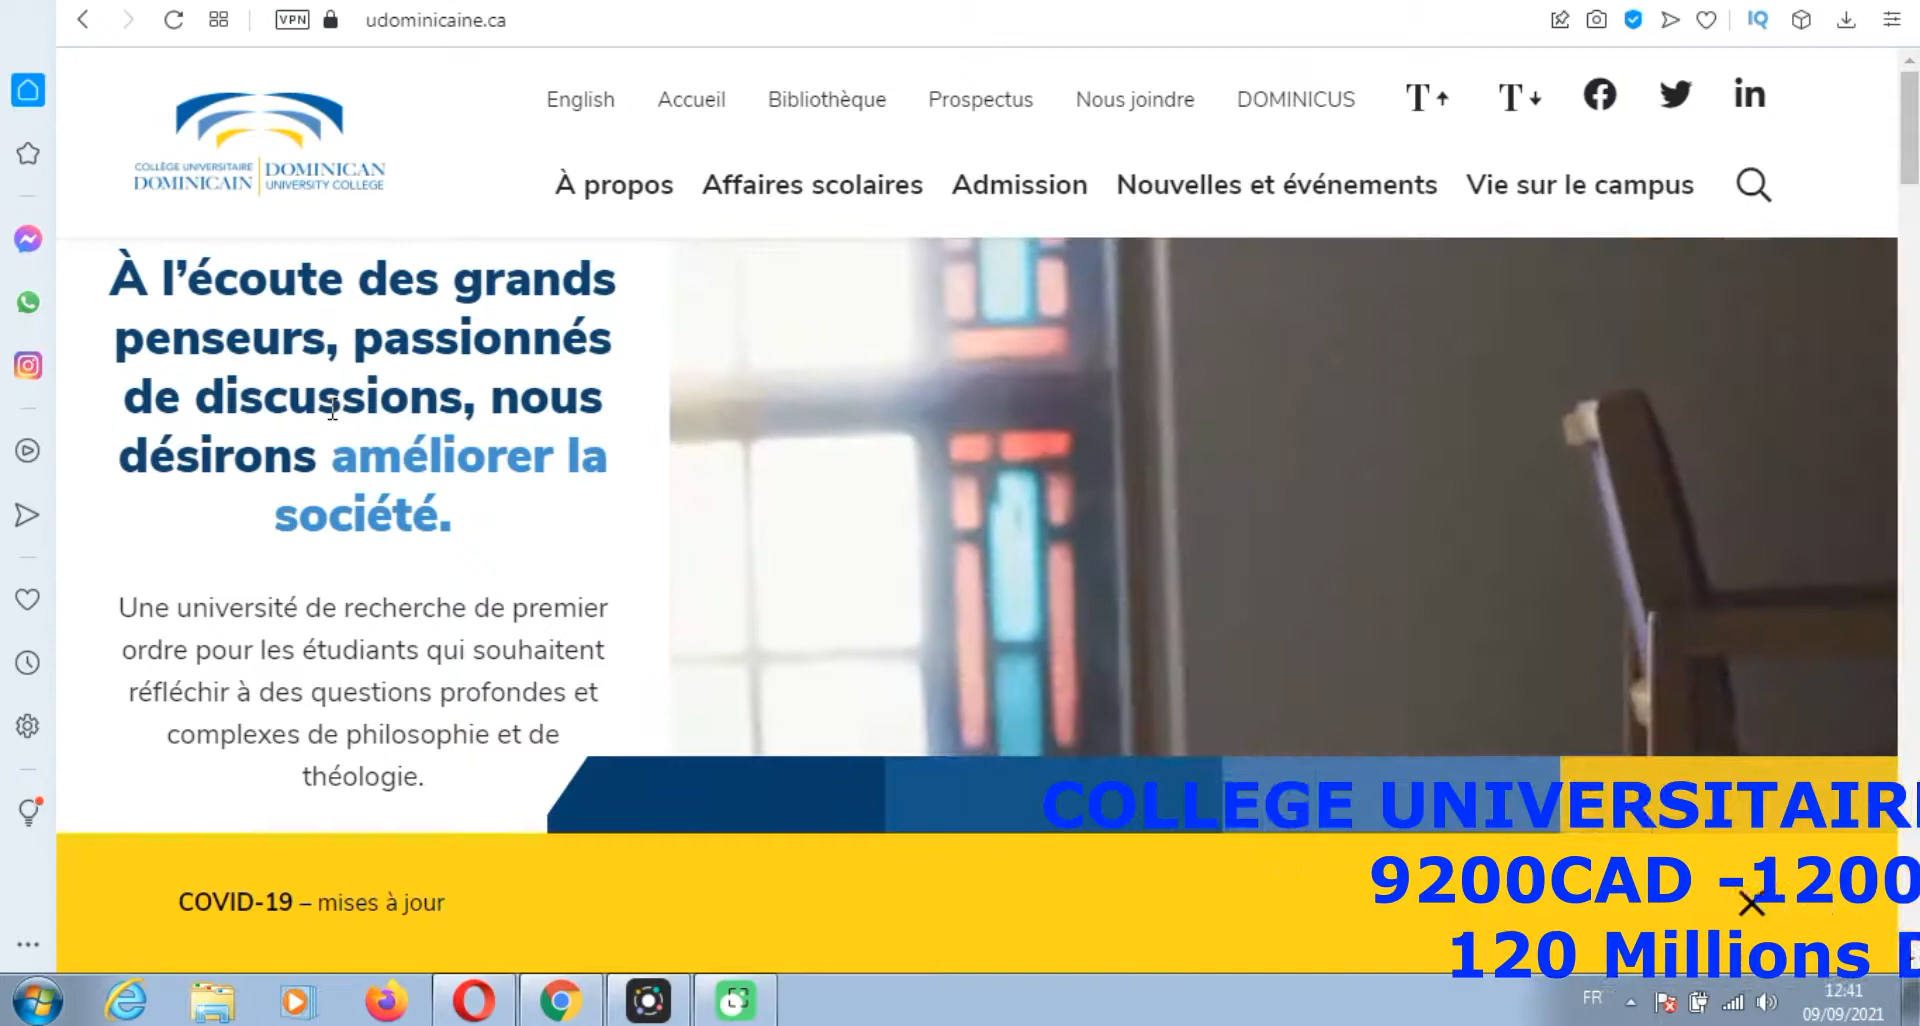 VPN
udominicaine.ca
IQ
English Accueil Bibliothèque Prospectus Nous joindre DOMINICUS T T
COLLÈGE UNIVERSITAIRE DOMINICAN
DOMINICAIN UNIVERSITY COLLEGE
À propos Affaires scolaires Admission Nouvelles et événements Vie sur le campus
À l'écoute des grands
penseurs, passionnés
de discussions, nous
désirons améliorer la
société.
Une université de recherche de premier
ordre pour les étudiants qui souhaitent
réfléchir à des questions profondes et
complexes de philosophie et de
théologie.
COLLEGE UNIVERSITAIR
9200CAD -1200
120 Millions
COVID-19 – mises à jour
FR
12:41
09/09/2021